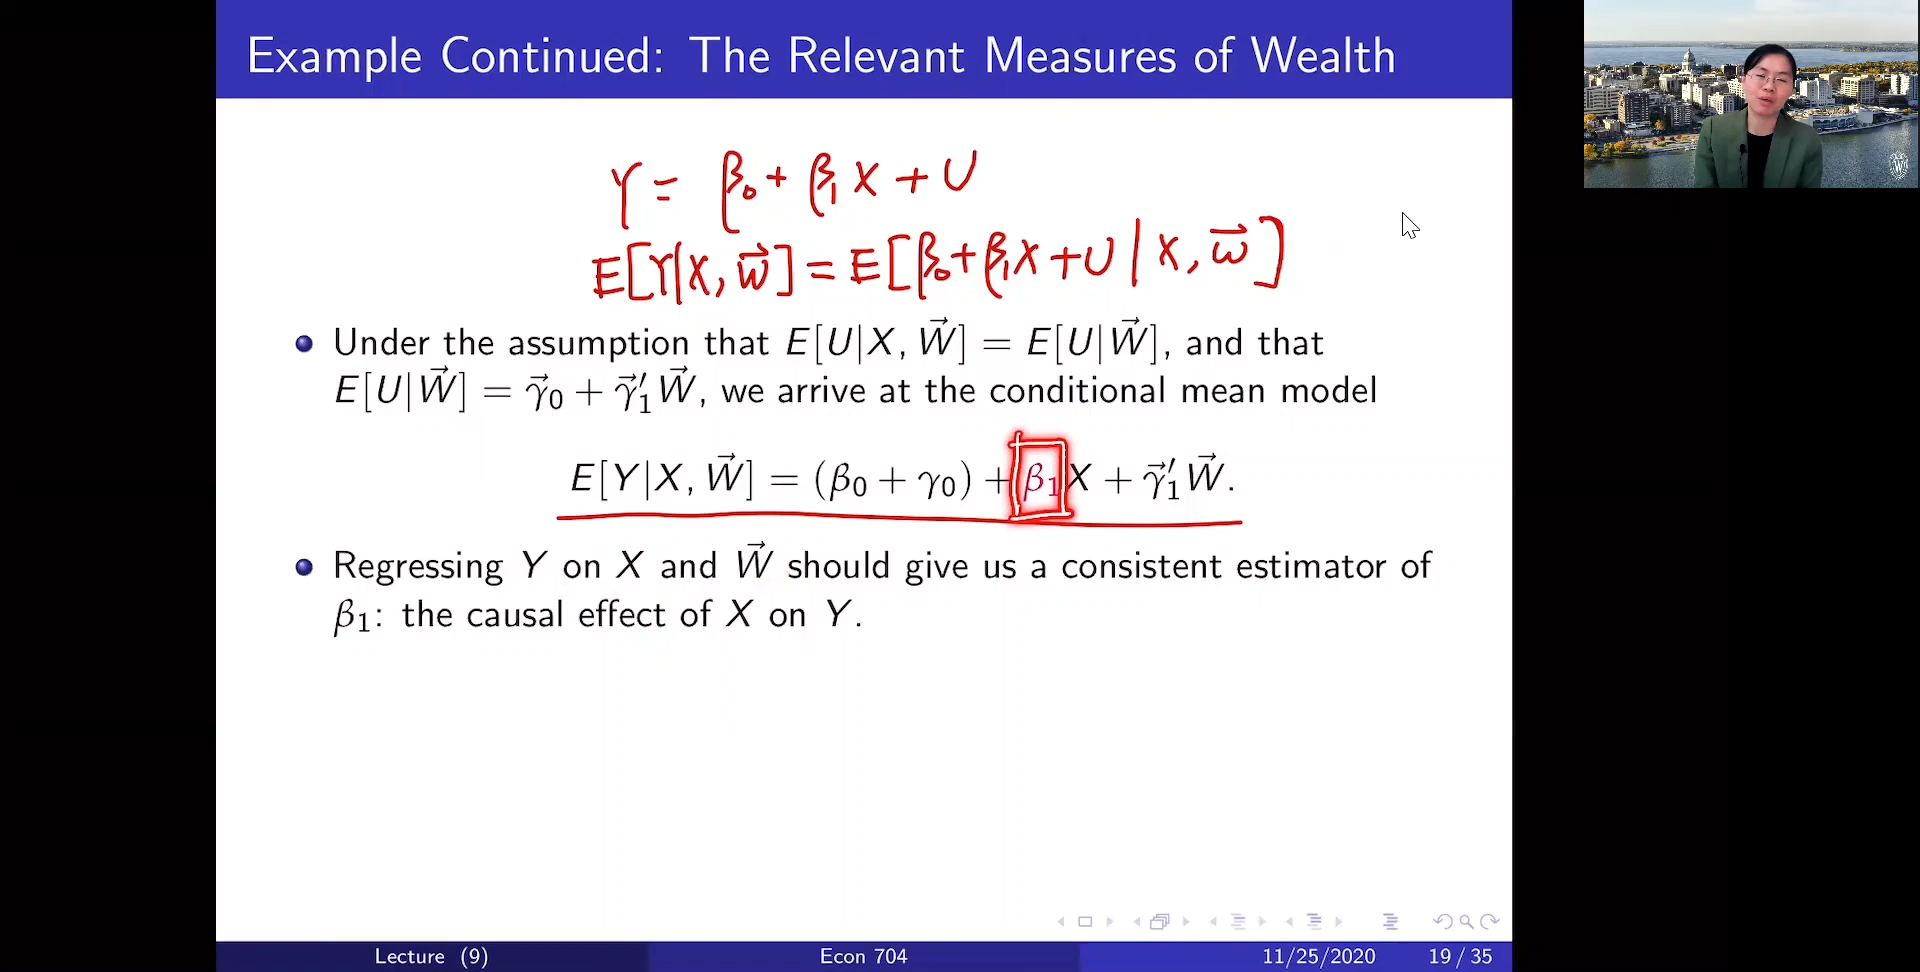 Example Continued: The Relevant Measures of Wealth
Y = β₀ + β₁ X + U
E[Y|X, w⃗] = E[β₀ + β₁X + U | X, w⃗]
Under the assumption that E[U|X, W⃗] = E[U|W⃗], and that
E[U|W⃗] = γ⃗₀ + γ⃗₁′W⃗, we arrive at the conditional mean model
E[Y|X, W⃗] = (β₀ + γ₀) + β₁X + γ⃗₁′W⃗.
Regressing Y on X and W⃗ should give us a consistent estimator of
β₁: the causal effect of X on Y.
Lecture (9) Econ 704 11/25/2020 19 / 35
W